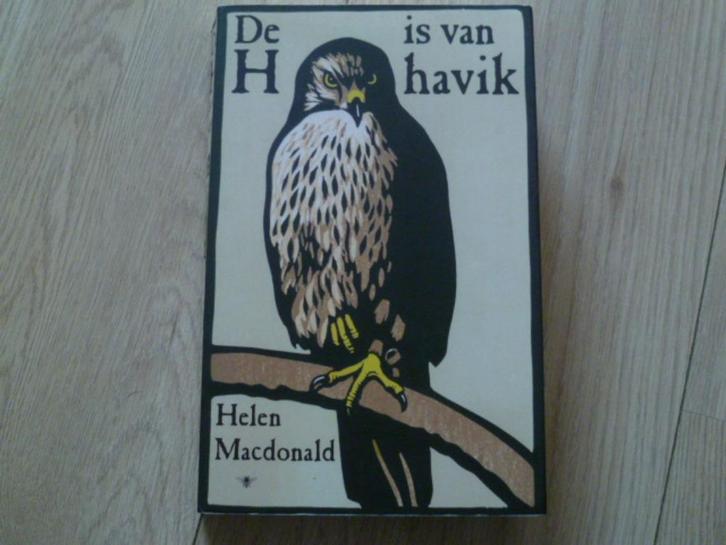 De is van
H havik
Helen
Macdonald